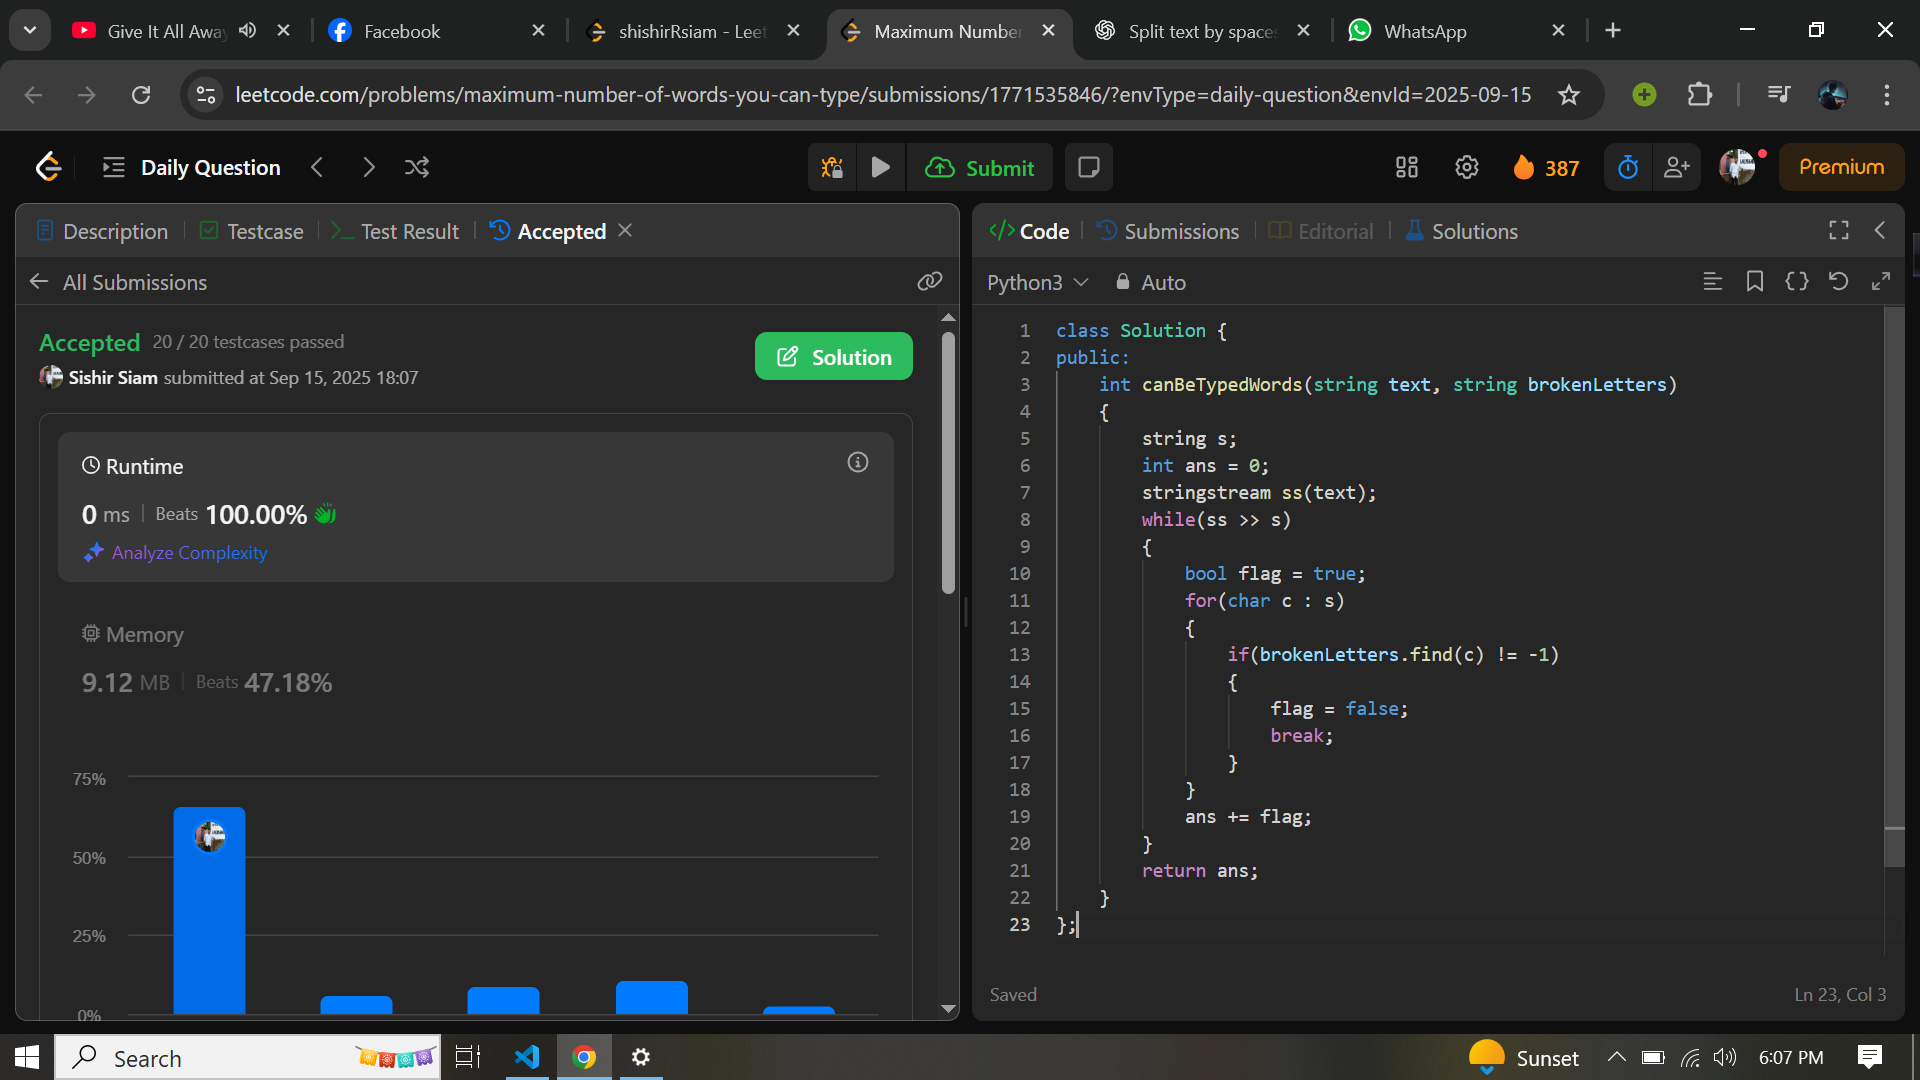 Give It All Away
Facebook
shishirRsiam - Leet
Maximum Number
Split text by spaces
WhatsApp
leetcode.com/problems/maximum-number-of-words-you-can-type/submissions/1771535846/?envType=daily-question&envId=2025-09-15
Daily Question
Submit
387
Premium
Description
Testcase
Test Result
Accepted
All Submissions
Accepted 20 / 20 testcases passed
Sishir Siam submitted at Sep 15, 2025 18:07
Solution
Runtime
0 ms Beats 100.00%
Analyze Complexity
Memory
9.12 MB Beats 47.18%
75%
50%
25%
0%
</> Code
Submissions
Editorial
Solutions
Python3
Auto
1 class Solution {
2 public:
3 int canBeTypedWords(string text, string brokenLetters)
4 {
5 string s;
6 int ans = 0;
7 stringstream ss(text);
8 while(ss >> s)
9 {
10 bool flag = true;
11 for(char c : s)
12 {
13 if(brokenLetters.find(c) != -1)
14 {
15 flag = false;
16 break;
17 }
18 }
19 ans += flag;
20 }
21 return ans;
22 }
23 };
Saved
Ln 23, Col 3
Search
Sunset
6:07 PM